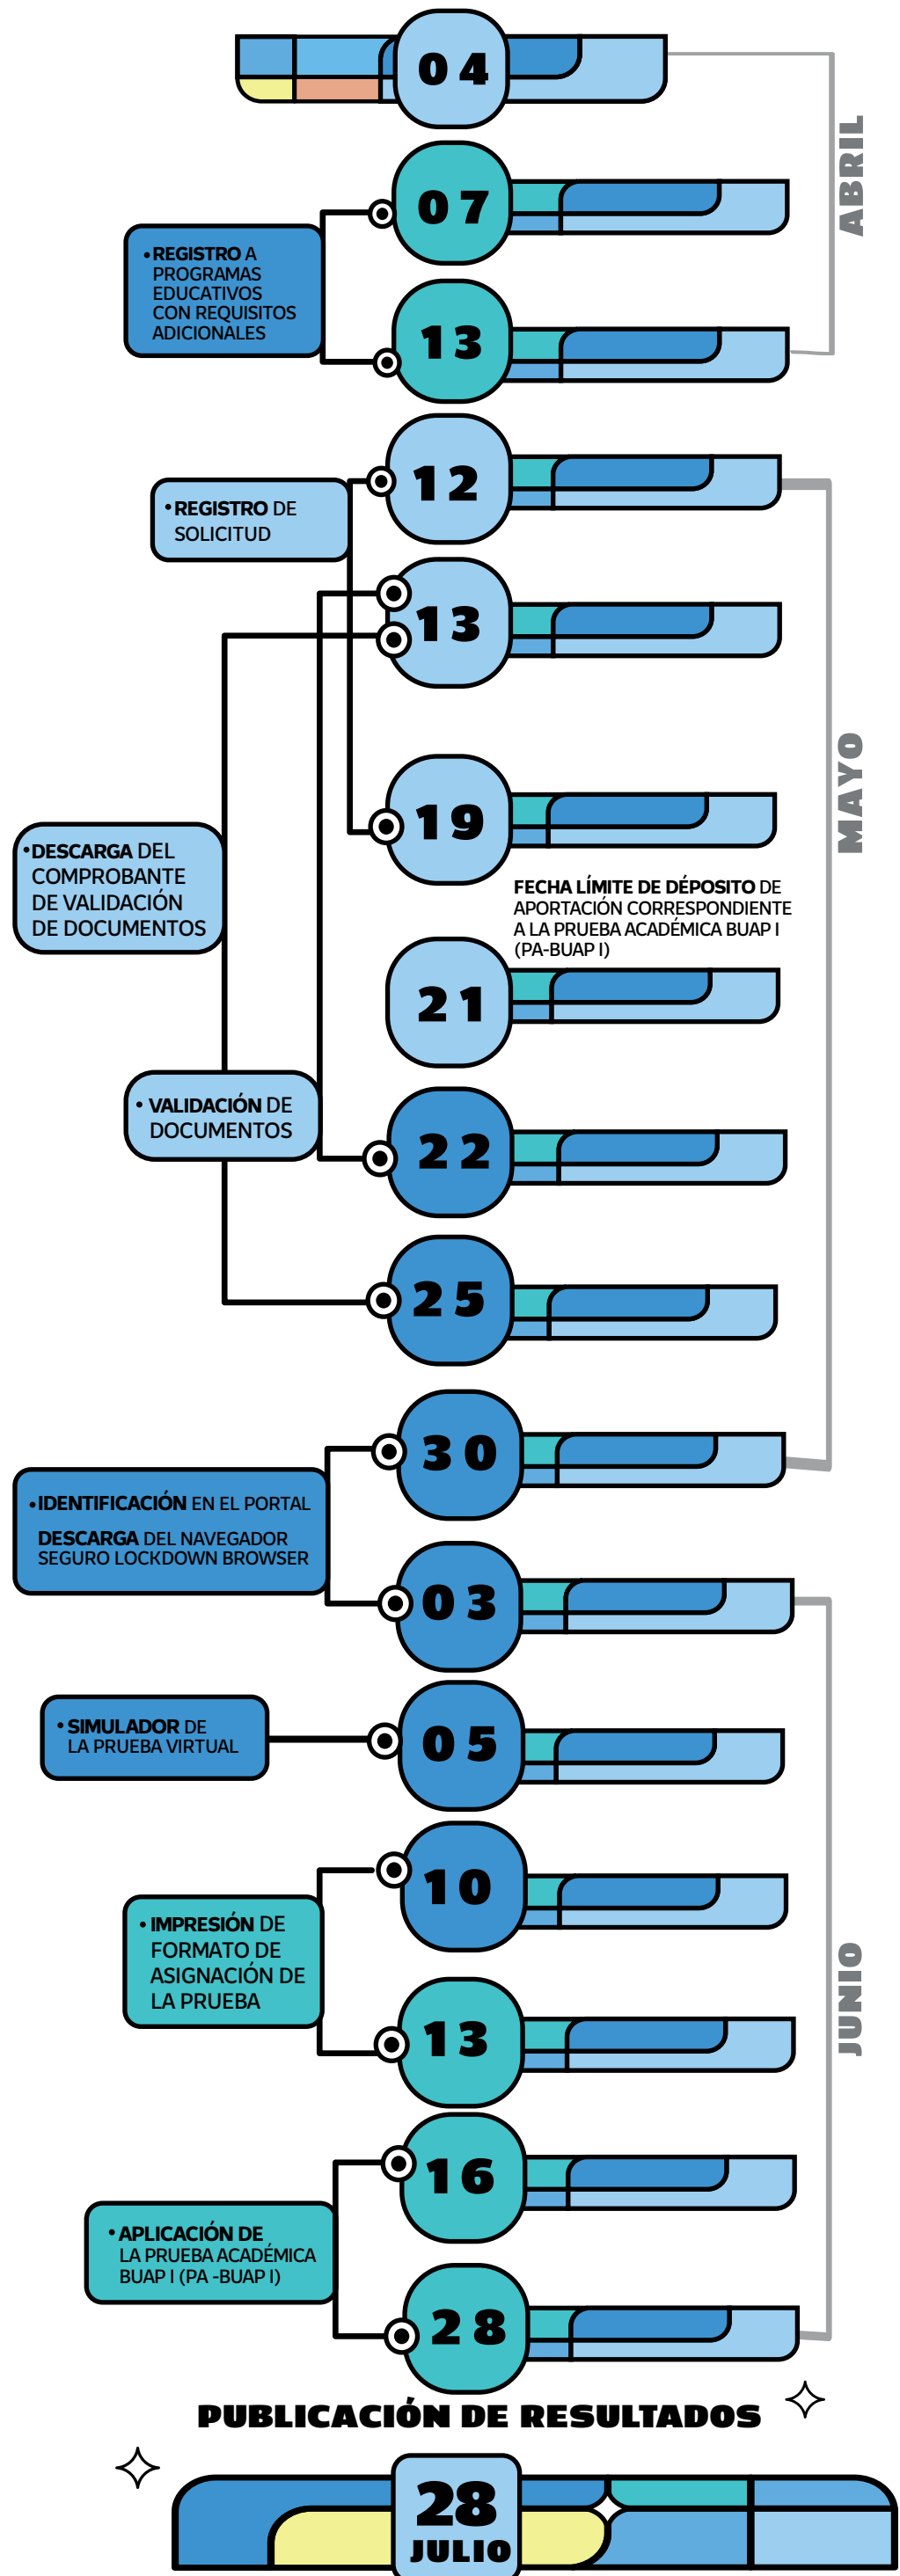 04
ABRIL
07
• REGISTRO A
PROGRAMAS
EDUCATIVOS
CON REQUISITOS
ADICIONALES
13
12
• REGISTRO DE
SOLICITUD
13
MAYO
19
• DESCARGA DEL
COMPROBANTE
DE VALIDACIÓN
DE DOCUMENTOS
FECHA LÍMITE DE DÉPOSITO DE
APORTACIÓN CORRESPONDIENTE
A LA PRUEBA ACADÉMICA BUAP I
(PA-BUAP I)
21
• VALIDACIÓN DE
DOCUMENTOS
22
25
30
• IDENTIFICACIÓN EN EL PORTAL
DESCARGA DEL NAVEGADOR
SEGURO LOCKDOWN BROWSER
03
• SIMULADOR DE
LA PRUEBA VIRTUAL
05
10
• IMPRESIÓN DE
FORMATO DE
ASIGNACIÓN DE
LA PRUEBA
JUNIO
13
16
• APLICACIÓN DE
LA PRUEBA ACADÉMICA
BUAP I (PA -BUAP I)
28
PUBLICACIÓN DE RESULTADOS
28
JULIO